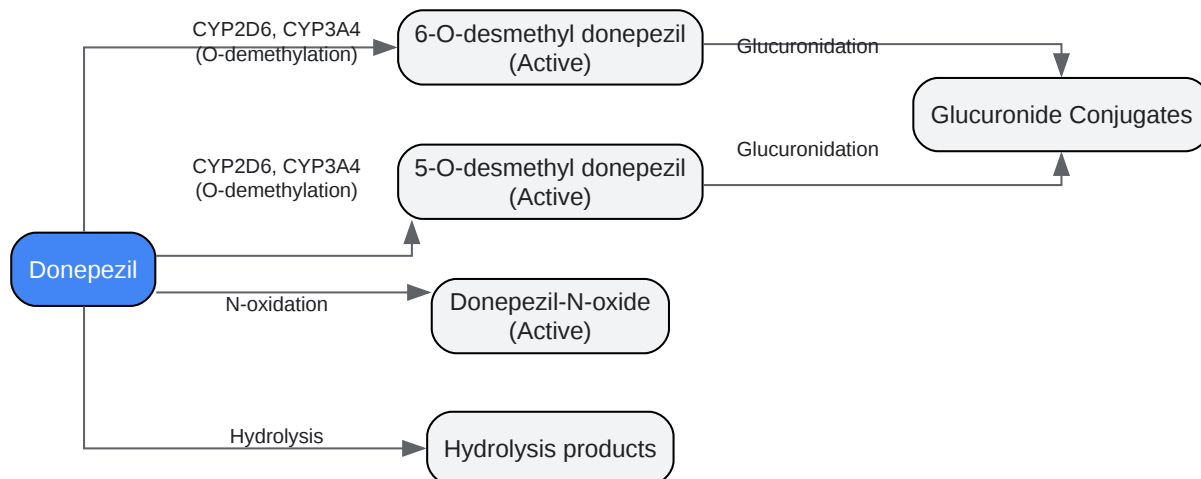 CYP2D6, CYP3A4
(O-demethylation)
6-O-desmethyl donepezil
(Active)
Glucuronidation
Glucuronide Conjugates
CYP2D6, CYP3A4
(O-demethylation)
5-O-desmethyl donepezil
(Active)
Glucuronidation
Donepezil
N-oxidation
Donepezil-N-oxide
(Active)
Hydrolysis
Hydrolysis products